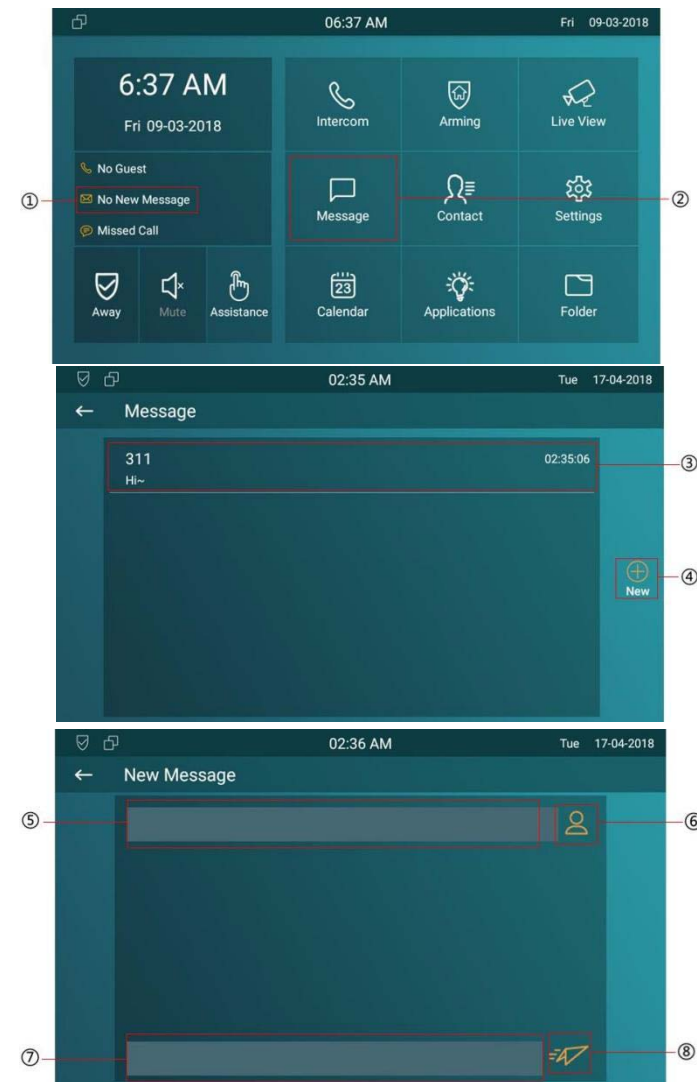 06:37 AM Fri 09-03-2018
6:37 AM
Fri 09-03-2018
Intercom Arming Live View
No Guest
① No New Message
Missed Call
Message Contact Settings ②
Away Mute Assistance
23
Calendar Applications Folder
02:35 AM Tue 17-04-2018
← Message
311 02:35:06 ③
Hi~
④
New
02:36 AM Tue 17-04-2018
← New Message
⑤ ⑥
⑦ ⑧